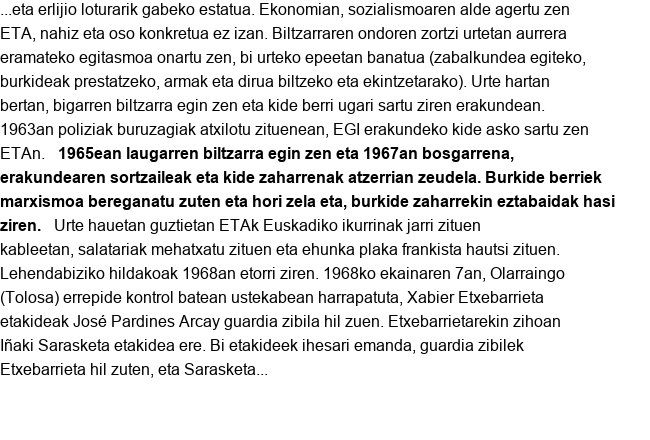 ...eta erlijio loturarik gabeko estatua. Ekonomian, sozialismoaren alde agertu zen
ETA, nahiz eta oso konkretua ez izan. Biltzarraren ondoren zortzi urtetan aurrera
eramateko egitasmoa onartu zen, bi urteko epeetan banatua (zabalkundea egiteko,
burkideak prestatzeko, armak eta dirua biltzeko eta ekintzetarako). Urte hartan
bertan, bigarren biltzarra egin zen eta kide berri ugari sartu ziren erakundean.
1963an poliziak buruzagiak atxilotu zituenean, EGI erakundeko kide asko sartu zen
ETAn. 1965ean laugarren biltzarra egin zen eta 1967an bosgarrena,
erakundearen sortzaileak eta kide zaharrenak atzerrian zeudela. Burkide berriek
marxismoa bereganatu zuten eta hori zela eta, burkide zaharrekin eztabaidak hasi
ziren. Urte hauetan guztietan ETAk Euskadiko ikurrinak jarri zituen
kableetan, salatariak mehatxatu zituen eta ehunka plaka frankista hautsi zituen.
Lehendabiziko hildakoak 1968an etorri ziren. 1968ko ekainaren 7an, Olarraingo
(Tolosa) errepide kontrol batean ustekabean harrapatuta, Xabier Etxebarrieta
etakideak José Pardines Arcay guardia zibila hil zuen. Etxebarrietarekin zihoan
Iñaki Sarasketa etakidea ere. Bi etakideek ihesari emanda, guardia zibilek
Etxebarrieta hil zuten, eta Sarasketa...